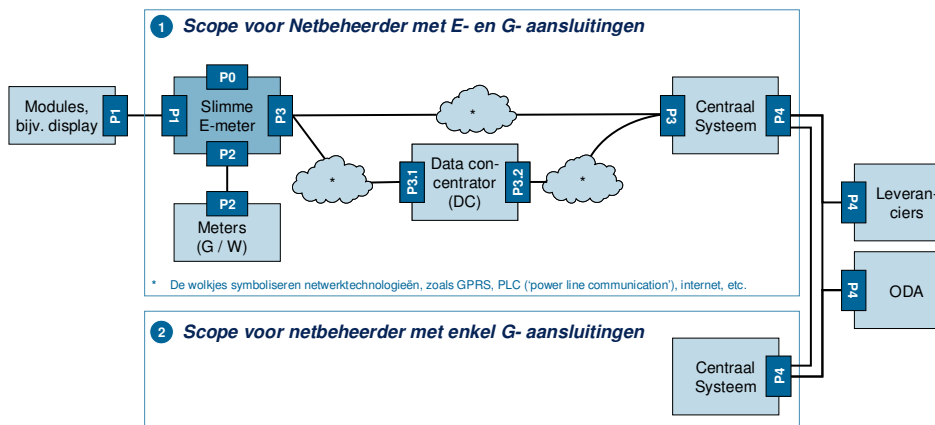 1 Scope voor Netbeheerder met E- en G- aansluitingen
Modules,
bijv. display
P1
P1
P0
Slimme
E-meter
P3
P2
P2
Meters
(G / W)
*
*
P3.1
Data con-
centrator
(DC)
P3.2
*
P3
Centraal
Systeem
P4
P4
Leveran-
ciers
P4
ODA
* De wolkjes symboliseren netwerktechnologieën, zoals GPRS, PLC (‘power line communication’), internet, etc.
2 Scope voor netbeheerder met enkel G- aansluitingen
Centraal
Systeem
P4